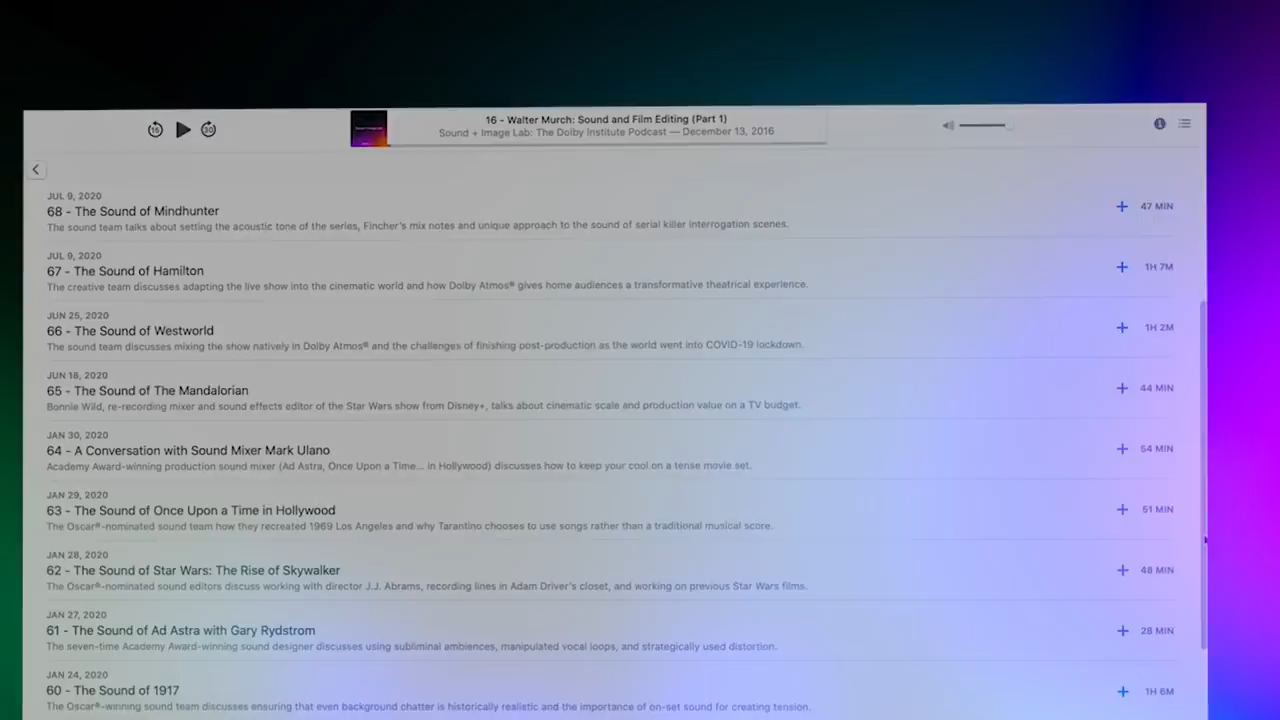 15
30
16 - Walter Murch: Sound and Film Editing (Part 1)
Sound + Image Lab: The Dolby Institute Podcast — December 13, 2016
JUL 9, 2020
68 - The Sound of Mindhunter
The sound team talks about setting the acoustic tone of the series, Fincher's mix notes and unique approach to the sound of serial killer interrogation scenes.
47 MIN
JUL 9, 2020
67 - The Sound of Hamilton
The creative team discusses adapting the live show into the cinematic world and how Dolby Atmos® gives home audiences a transformative theatrical experience.
1H 7M
JUN 25, 2020
66 - The Sound of Westworld
The sound team discusses mixing the show natively in Dolby Atmos® and the challenges of finishing post-production as the world went into COVID-19 lockdown.
1H 2M
JUN 18, 2020
65 - The Sound of The Mandalorian
Bonnie Wild, re-recording mixer and sound effects editor of the Star Wars show from Disney+, talks about cinematic scale and production value on a TV budget.
44 MIN
JAN 30, 2020
64 - A Conversation with Sound Mixer Mark Ulano
Academy Award-winning production sound mixer (Ad Astra, Once Upon a Time... in Hollywood) discusses how to keep your cool on a tense movie set.
54 MIN
JAN 29, 2020
63 - The Sound of Once Upon a Time in Hollywood
The Oscar®-nominated sound team how they recreated 1969 Los Angeles and why Tarantino chooses to use songs rather than a traditional musical score.
51 MIN
JAN 28, 2020
62 - The Sound of Star Wars: The Rise of Skywalker
The Oscar®-nominated sound editors discuss working with director J.J. Abrams, recording lines in Adam Driver's closet, and working on previous Star Wars films.
48 MIN
JAN 27, 2020
61 - The Sound of Ad Astra with Gary Rydstrom
The seven-time Academy Award-winning sound designer discusses using subliminal ambiences, manipulated vocal loops, and strategically used distortion.
28 MIN
JAN 24, 2020
60 - The Sound of 1917
The Oscar®-winning sound team discusses ensuring that even background chatter is historically realistic and the importance of on-set sound for creating tension.
1H 6M